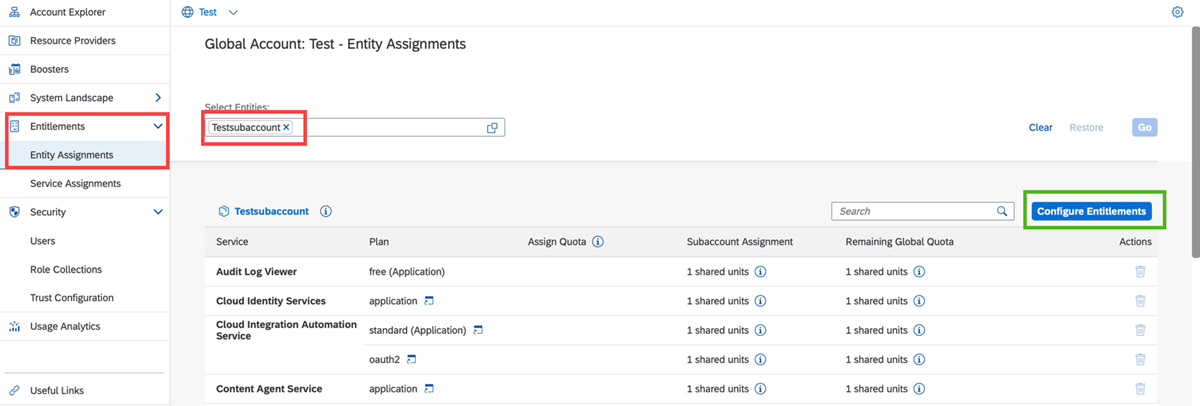 Account Explorer
Resource Providers
Boosters
System Landscape
Entitlements
Entity Assignments
Service Assignments
Security
Users
Role Collections
Trust Configuration
Usage Analytics
Useful Links
Test
Global Account: Test - Entity Assignments
Select Entities:
Testsubaccount
Clear Restore Go
Testsubaccount
Search
Configure Entitlements
Service Plan Assign Quota Subaccount Assignment Remaining Global Quota Actions
Audit Log Viewer free (Application) 1 shared units 1 shared units
Cloud Identity Services application 1 shared units 1 shared units
Cloud Integration Automation
Service
standard (Application) 1 shared units 1 shared units
oauth2 1 shared units 1 shared units
Content Agent Service application 1 shared units 1 shared units